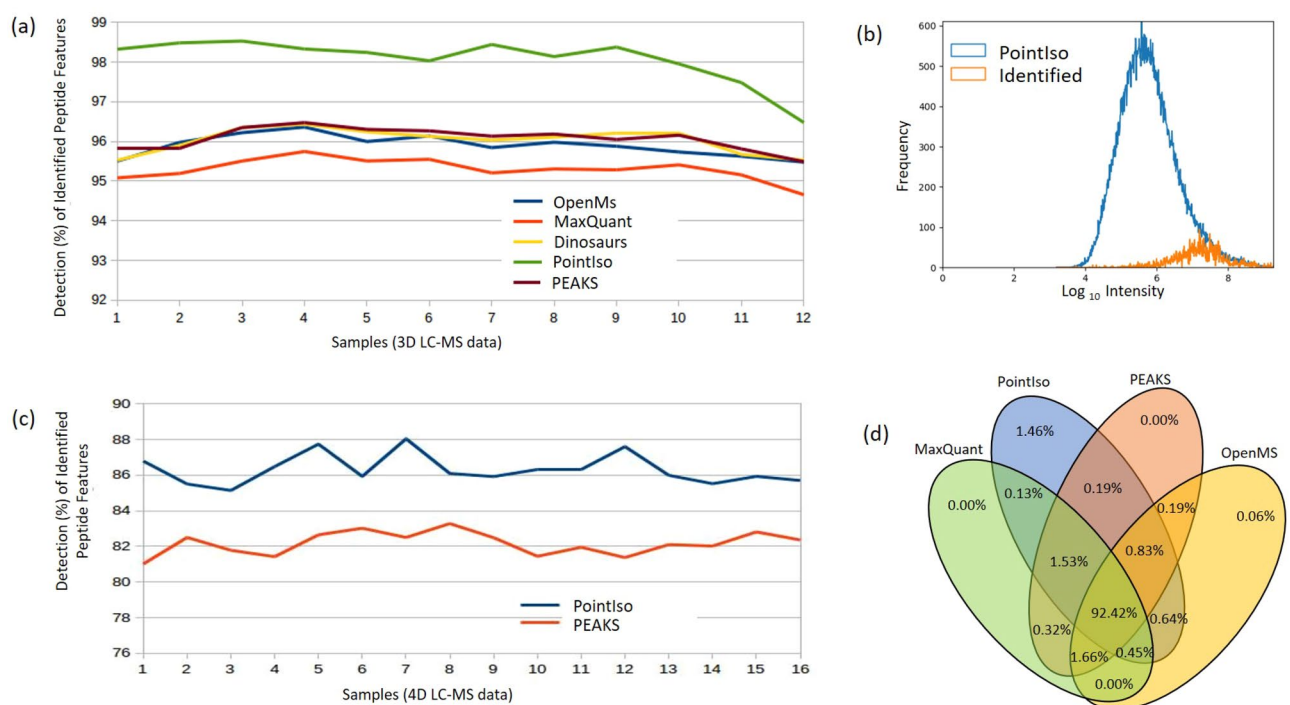 (a)
Detection (%) of Identified Peptide Features
99
98
97
96
95
94
93
92
1 2 3 4 5 6 7 8 9 10 11 12
Samples (3D LC-MS data)
OpenMs
MaxQuant
Dinosaurs
PointIso
PEAKS
(b)
Frequency
600
500
400
300
200
100
0
0 2 4 6 8
Log 10 Intensity
PointIso
Identified
(c)
Detection (%) of Identified
Peptide Features
90
88
86
84
82
80
78
76
1 2 3 4 5 6 7 8 9 10 11 12 13 14 15 16
Samples (4D LC-MS data)
PointIso
PEAKS
(d)
PointIso
PEAKS
MaxQuant
OpenMS
1.46%
0.00%
0.00%
0.13%
0.19%
0.19%
0.06%
1.53%
0.83%
92.42%
0.64%
0.32%
1.66%
0.45%
0.00%